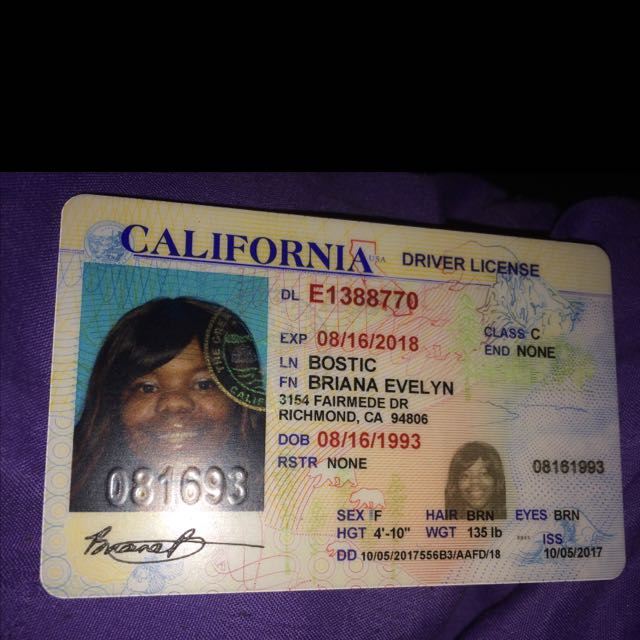 CALIFORNIA USA DRIVER LICENSE
DL E1388770
EXP 08/16/2018 CLASS C
END NONE
LN BOSTIC
FN BRIANA EVELYN
3154 FAIRMEDE DR
RICHMOND, CA 94806
DOB 08/16/1993
RSTR NONE
08161993
081693
SEX F HAIR BRN EYES BRN
HGT 4'-10" WGT 135 lb ISS
DD 10/05/2017556B3/AAFD/18 10/05/2017